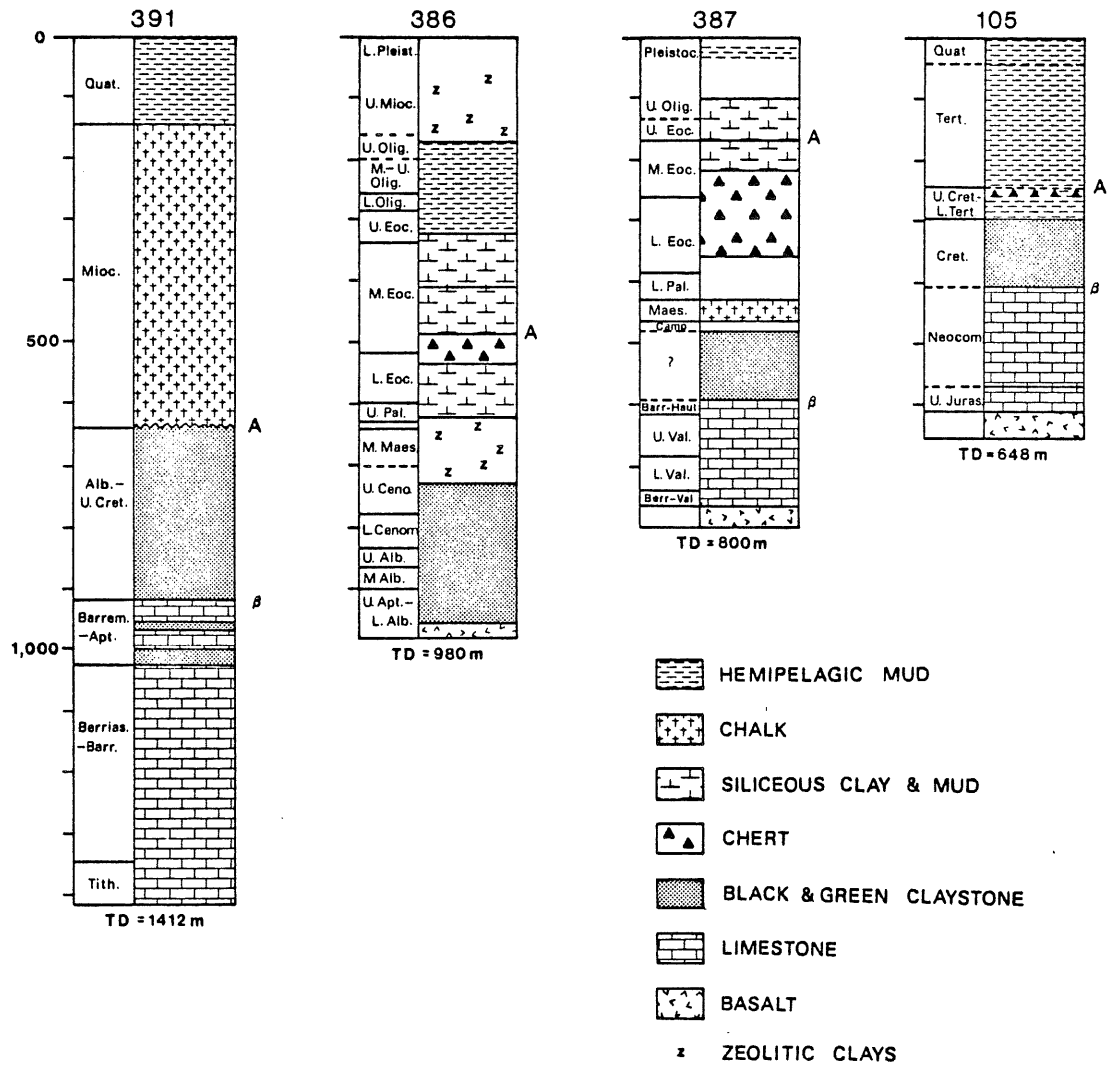 391
0
500
1,000
Quat.
Mioc.
Alb.–
U. Cret.
Barrem.
–Apt.
Berrias.
–Barr.
Tith.
A
β
TD = 1412 m
386
L. Pleist.
U. Mioc.
U. Olig.
M.– U.
Olig.
L. Olig.
U. Eoc.
M. Eoc.
L. Eoc.
U. Pal.
M. Maes.
U. Ceno.
L. Cenom
U. Alb.
M Alb.
U. Apt.–
L. Alb.
z
z
z
z
z
A
z
z
z
z
z
TD = 980 m
387
Pleistoc.
U. Olig.
U. Eoc.
M. Eoc.
L. Eoc.
L. Pal.
Maes.
Camp
?
Barr-Haut
U. Val.
L. Val.
Berr-Val
A
β
TD = 800 m
105
Quat
Tert.
U. Cret.-
L. Tert.
Cret.
Neocom
U. Juras.
A
β
TD = 648 m
HEMIPELAGIC MUD
CHALK
SILICEOUS CLAY & MUD
CHERT
BLACK & GREEN CLAYSTONE
LIMESTONE
BASALT
z ZEOLITIC CLAYS